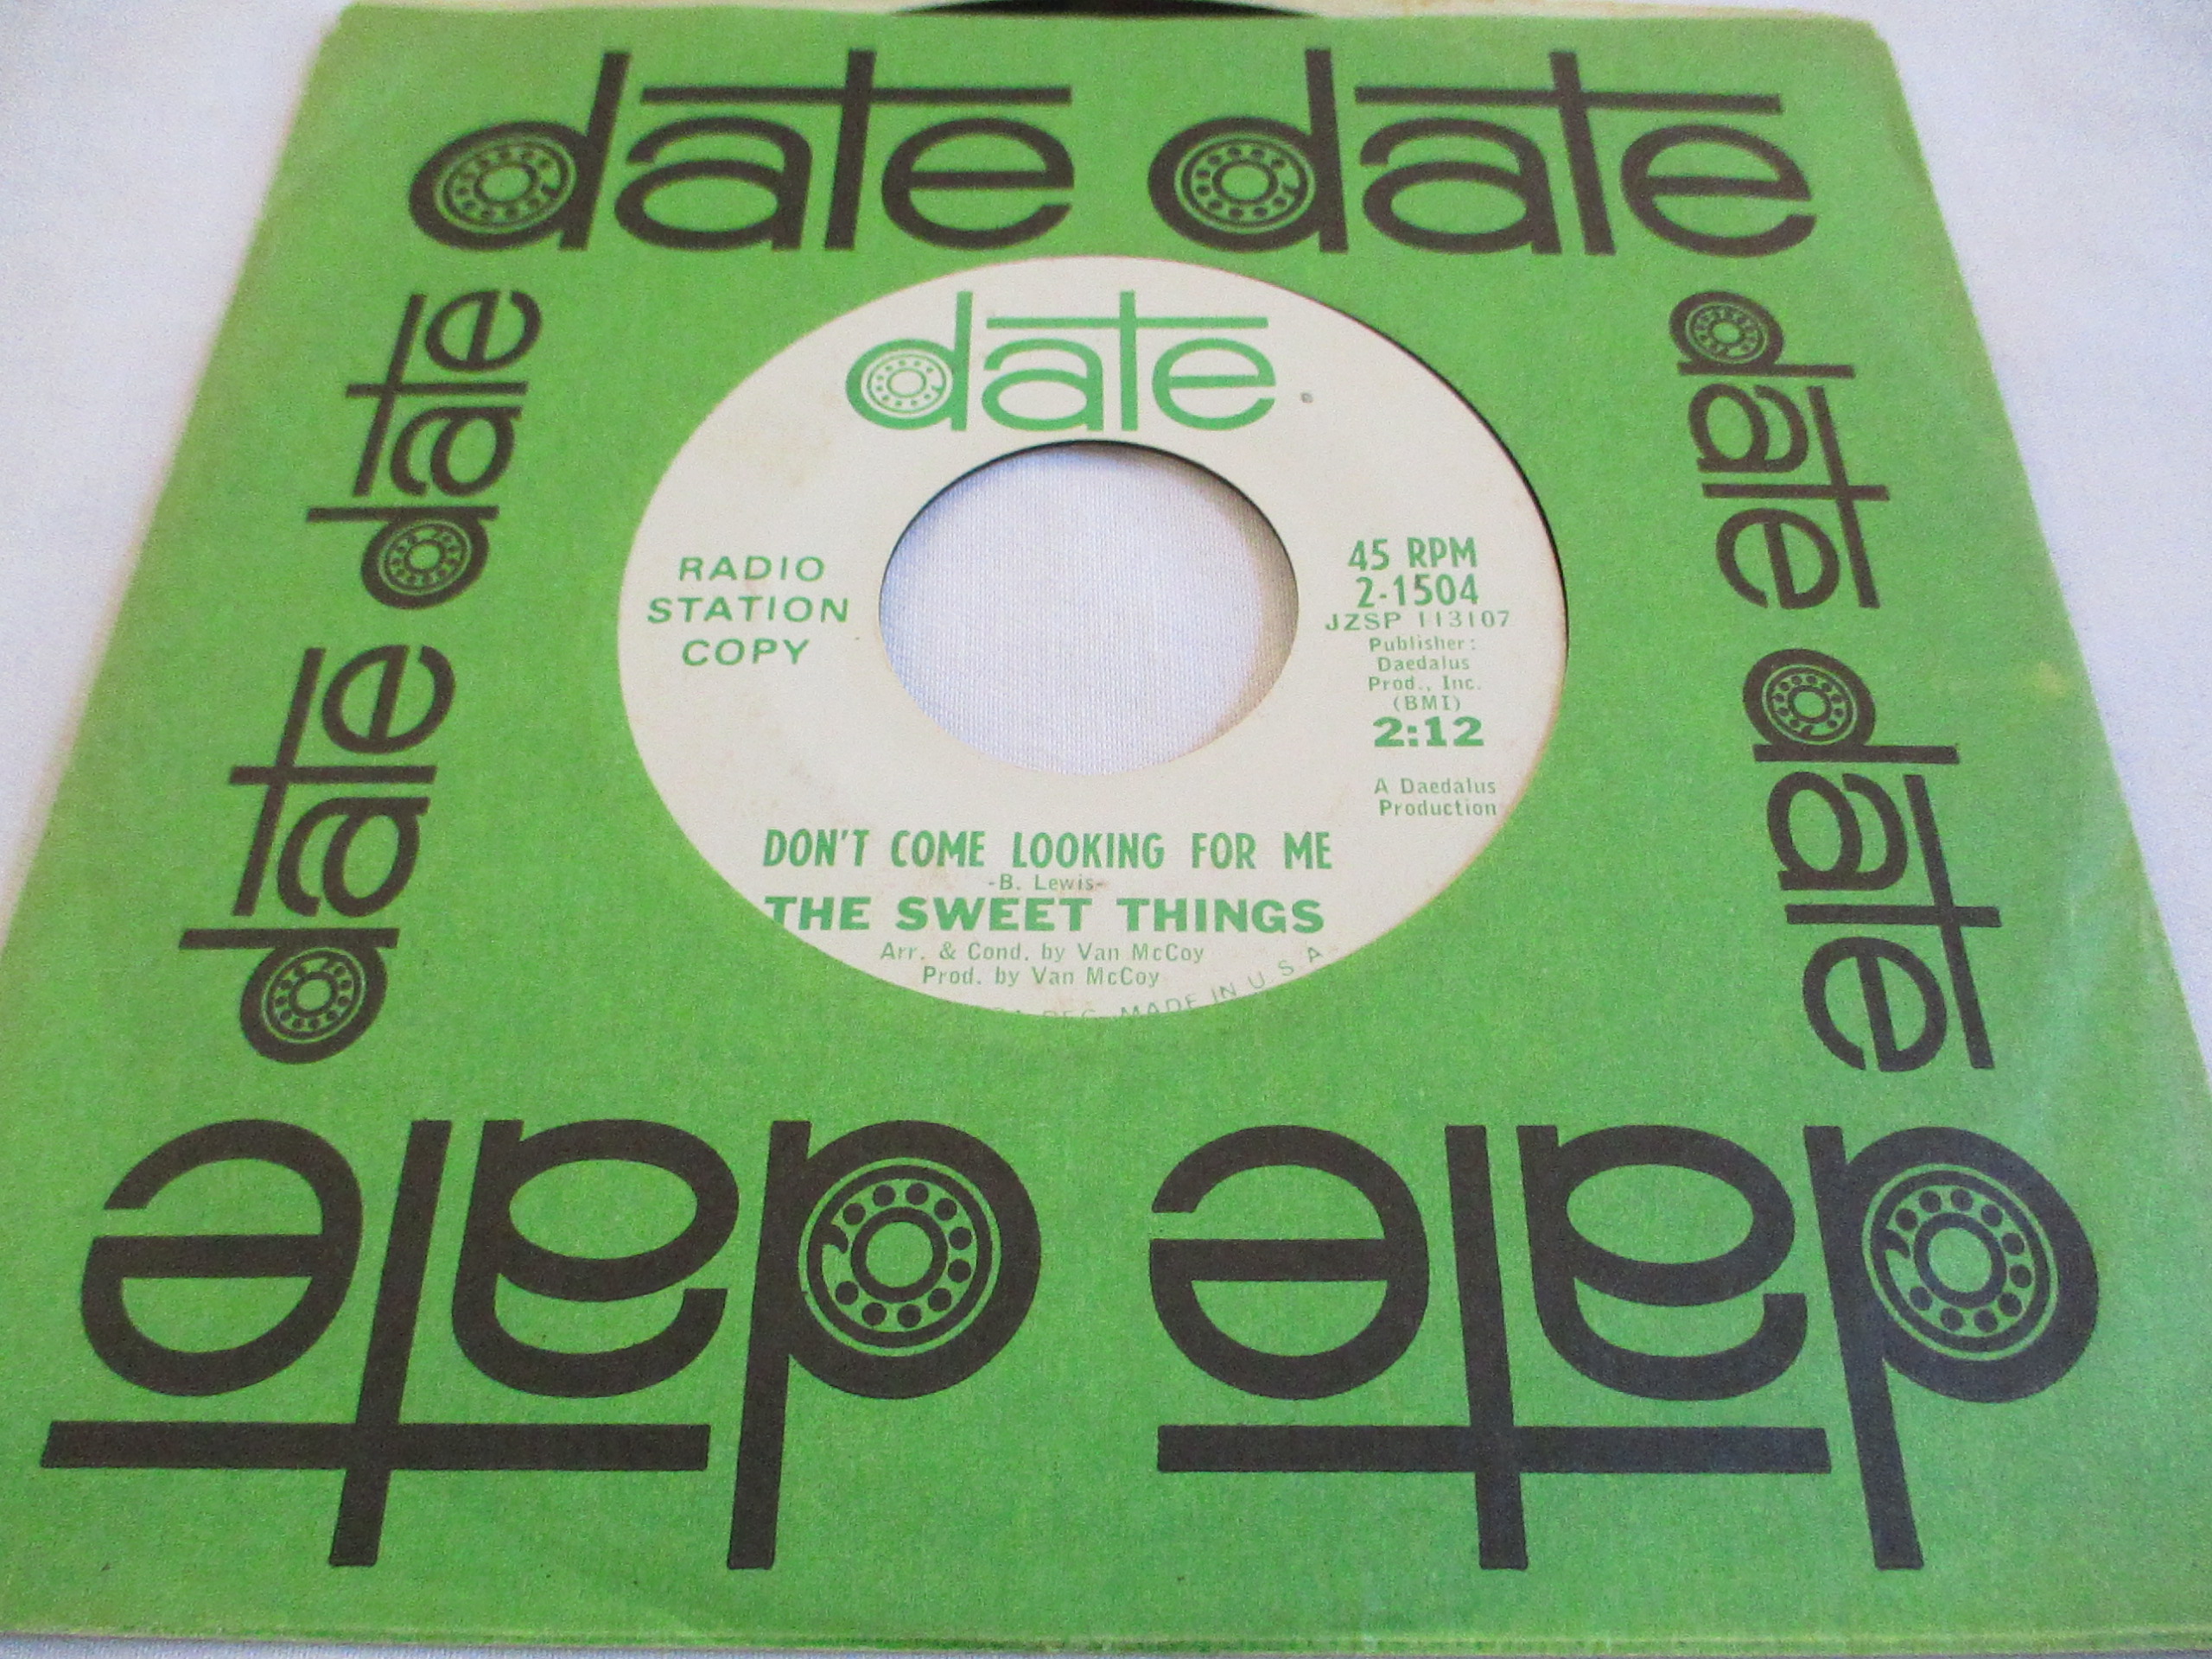 date date
date
date
date
date
date
RADIO
STATION
COPY
45 RPM
2-1504
JZSP 113107
Publisher:
Daedalus
Prod., Inc.
(BMI)
2:12
A Daedalus
Production
DON'T COME LOOKING FOR ME
-B. Lewis-
THE SWEET THINGS
Arr. & Cond. by Van McCoy
Prod. by Van McCoy
MADE IN U.S.A.
date date